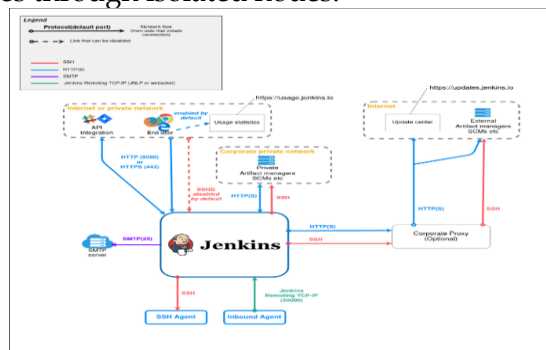 es through isolated nodes.
Legend
Protocol(default port)
Network flow
(from side that initiate
connection)
Link that can be disabled
SSH
HTTP(S)
SMTP
Jenkins Remoting TCP-IP (JNLP or websocket)
https://usage.jenkins.io
https://updates.jenkins.io
Internet or private network
enabled by
default
API
Integration
End user
Usage statistics
Internet
Update center
External
Artifact managers
SCMs etc
Corporate private network
Private
Artifact managers
SCMs etc
HTTP (8080)
or
HTTPS (443)
SSHD
disabled
by default
HTTP(S)
SSH
HTTP(S)
SSH
SMTP
server
SMTP(25)
Jenkins
HTTP(S)
SSH
Corporate Proxy
(Optional)
SSH
Jenkins
Remoting TCP-IP
(50000)
SSH Agent
Inbound Agent